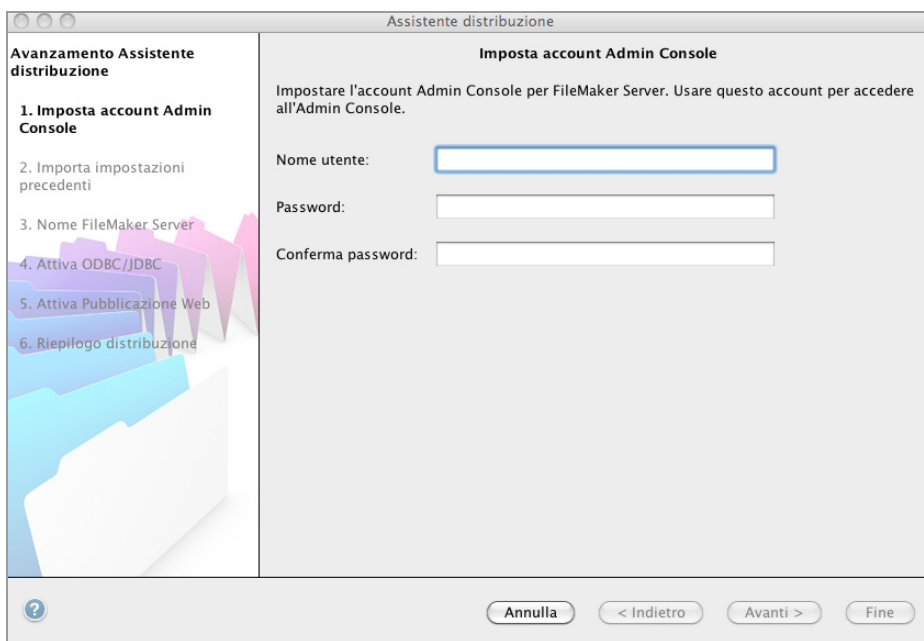 Assistente distribuzione
Avanzamento Assistente
distribuzione
1. Imposta account Admin
Console
2. Importa impostazioni
precedenti
3. Nome FileMaker Server
4. Attiva ODBC/JDBC
5. Attiva Pubblicazione Web
6. Riepilogo distribuzione
Imposta account Admin Console
Impostare l'account Admin Console per FileMaker Server. Usare questo account per accedere
all'Admin Console.
Nome utente:
Password:
Conferma password:
?
Annulla
< Indietro
Avanti >
Fine